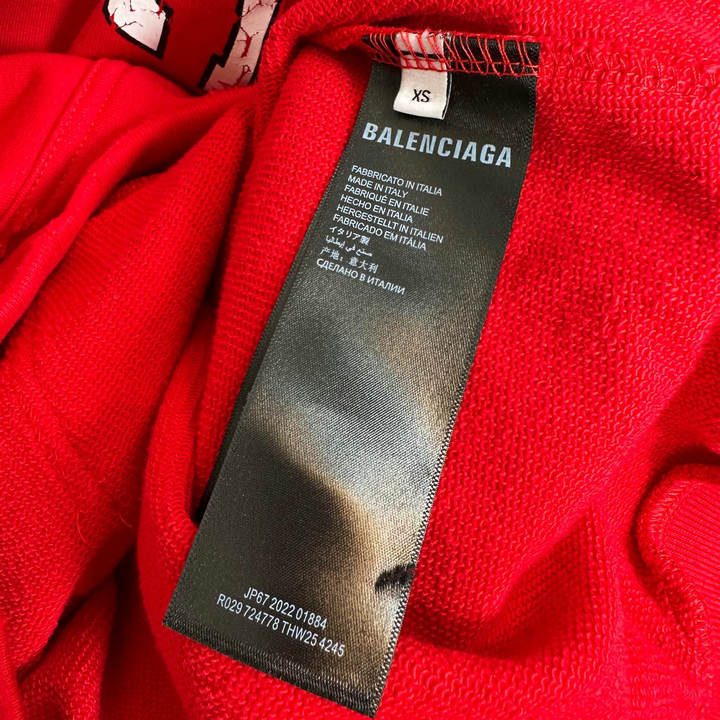 XS
BALENCIAGA
FABBRICATO IN ITALIA
MADE IN ITALY
FABRIQUÉ EN ITALIE
HECHO EN ITALIA
HERGESTELLT IN ITALIEN
FABRICADO EM ITÁLIA
イタリア製
صنع في إيطاليا
产地：意大利
СДЕЛАНО В ИТАЛИИ
JP67 2022 01884
R029 724778 THW25 4245